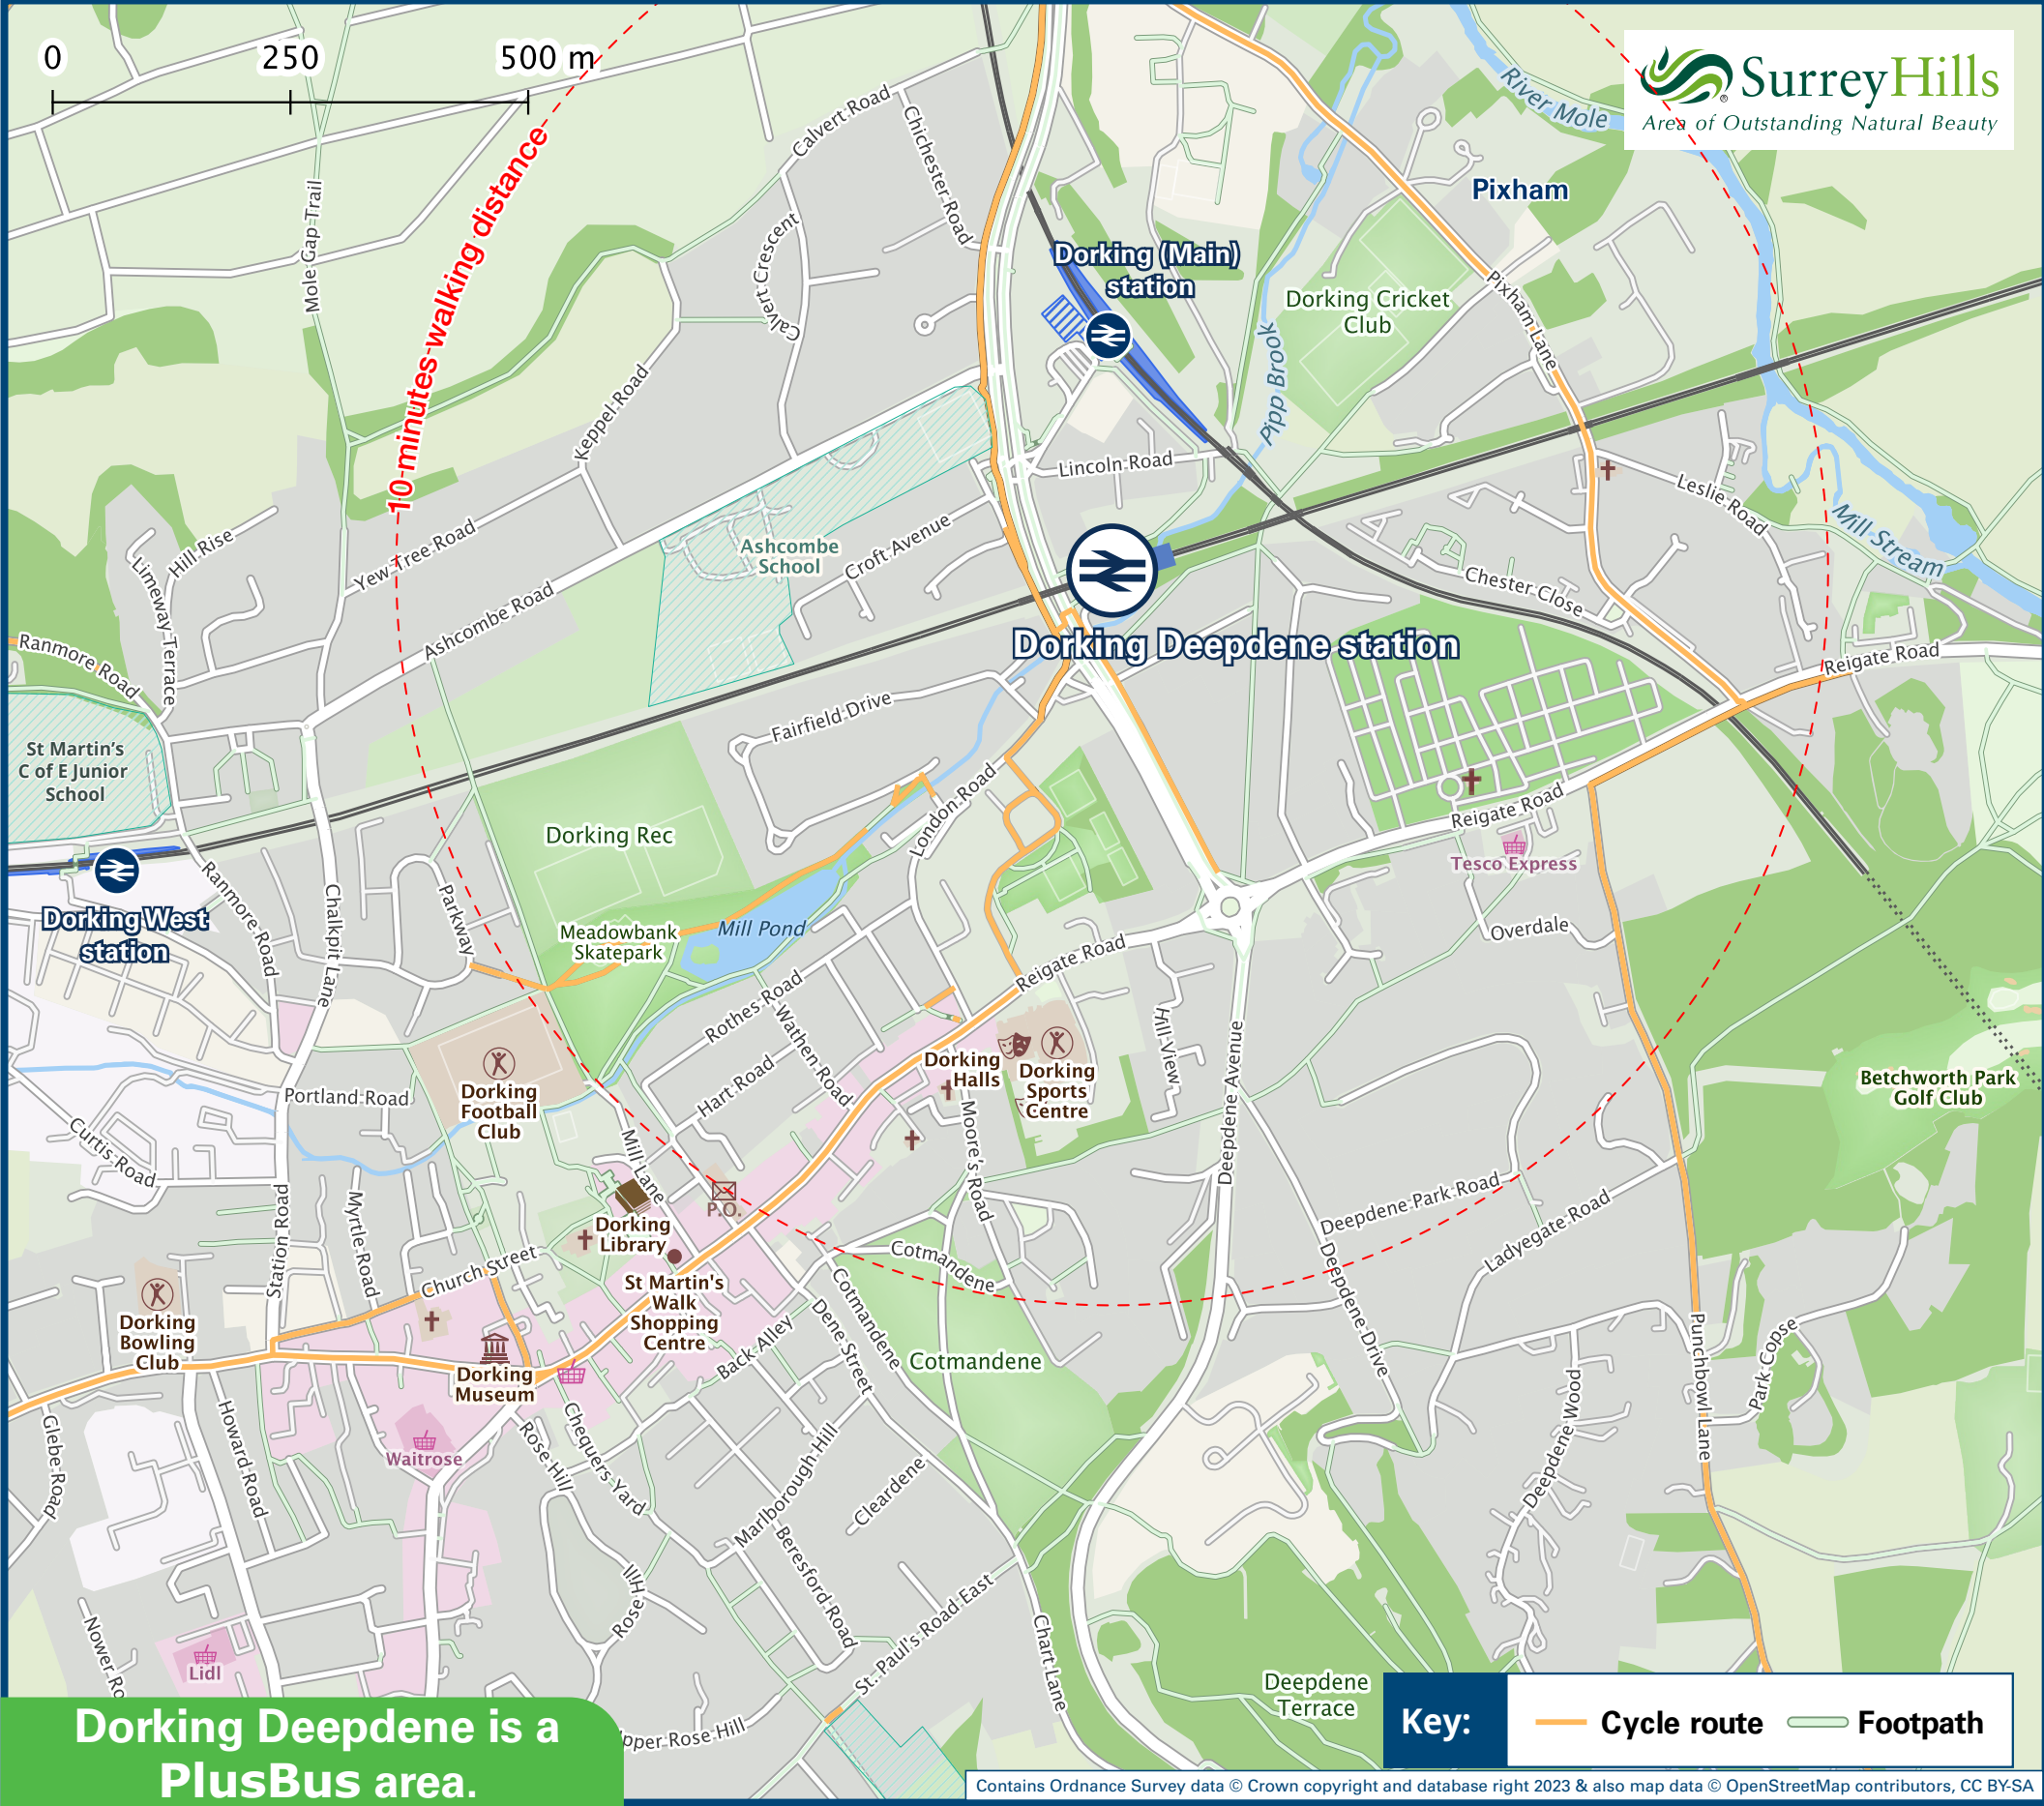 0 250 500 m
SurreyHills
Area of Outstanding Natural Beauty
River Mole
Pixham
10 minutes walking distance
Mole Gap Trail
Calvert Road
Chichester Road
Calvert Crescent
Dorking (Main)
station
Dorking Cricket
Club
Pixham Lane
Pipp Brook
Keppel Road
Lincoln Road
Leslie Road
Mill Stream
Hill Rise
Limeway Terrace
Yew Tree Road
Ashcombe
School
Croft Avenue
Ashcombe Road
Chester Close
Dorking Deepdene station
Ranmore Road
Reigate Road
Fairfield Drive
St Martin's
C of E Junior
School
London Road
Reigate Road
Dorking Rec
Tesco Express
Ranmore Road
Chalkpit Lane
Parkway
Dorking West
station
Meadowbank
Skatepark
Mill Pond
Overdale
Reigate Road
Rothes Road
Wathen Road
Hill View
Deepdene Avenue
Dorking
Halls
Dorking
Sports
Centre
Betchworth Park
Golf Club
Portland Road
Dorking
Football
Club
Hart Road
Curtis Road
Mill Lane
Moore's Road
P.O.
Deepdene Park Road
Ladyegate Road
Station Road
Myrtle Road
Dorking
Library
Church Street
Cotmandene
Deepdene Drive
St Martin's
Walk
Shopping
Centre
Cotmandene
Dene Street
Back Alley
Dorking
Bowling
Club
Dorking
Museum
Cotmandene
Punchbowl Lane
Park Copse
Deepdene Wood
Glebe Road
Howard Road
Waitrose
Rose Hill
Chequers Yard
Marlborough Hill
Cleardene
Beresford Road
Rose Hill
St. Paul's Road East
Chart Lane
Nower Ro
Lidl
Deepdene
Terrace
pper Rose Hill
Dorking Deepdene is a
PlusBus area.
Key: Cycle route Footpath
Contains Ordnance Survey data © Crown copyright and database right 2023 & also map data © OpenStreetMap contributors, CC BY-SA